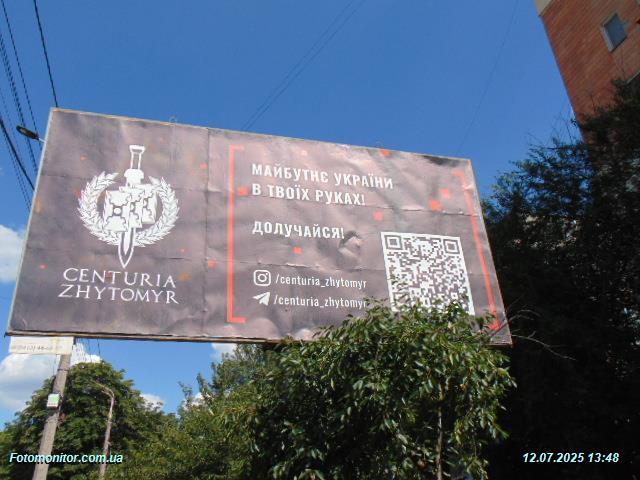 МАЙБУТНЄ УКРАЇНИ
В ТВОЇХ РУКАХ!
ДОЛУЧАЙСЯ!
/centuria_zhytomyr
/centuria_zhytomyr
CENTURIA
ZHYTOMYR
Fotomonitor.com.ua
12.07.2025 13:48